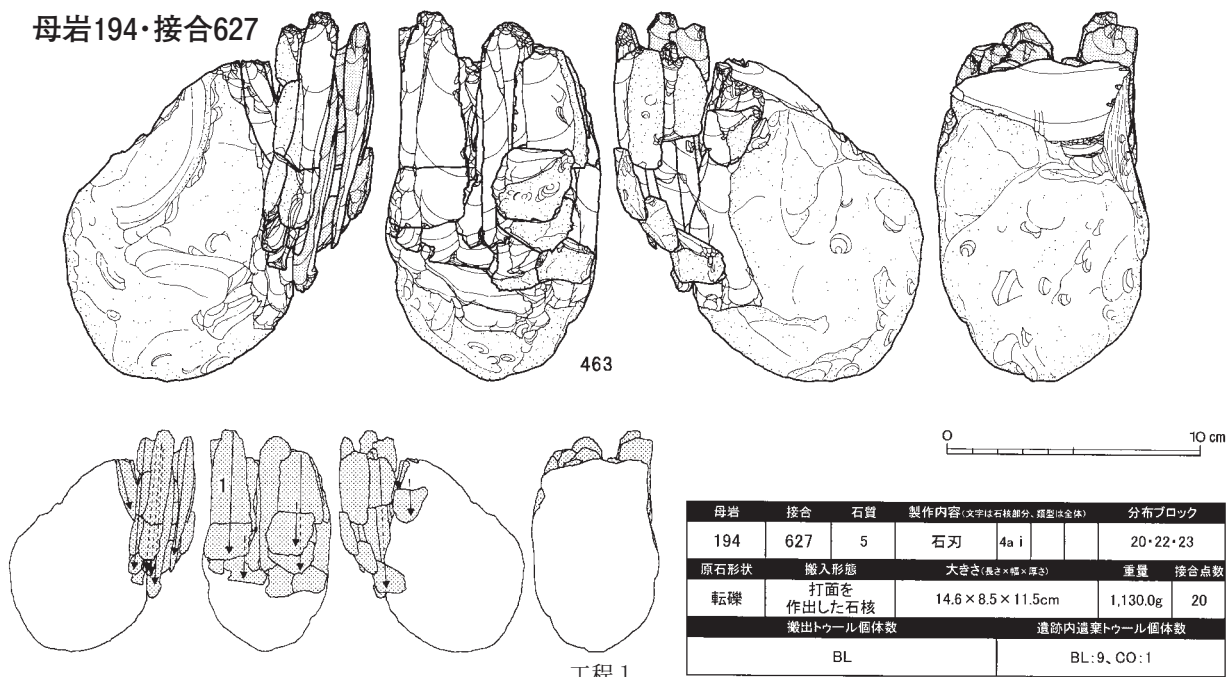 母岩194・接合627
463
1
0 10 cm
工程1
母岩 接合 石質 製作内容(文字は石核部分、類型は全体) 分布ブロック
194 627 5 石刃 4a i 20・22・23
原石形状 搬入形態 大きさ(長さ×幅×厚さ) 重量 接合点数
転礫 打面を作出した石核 14.6×8.5×11.5cm 1,130.0g 20
搬出トゥール個体数 遺跡内遺棄トゥール個体数
BL BL:9、CO:1